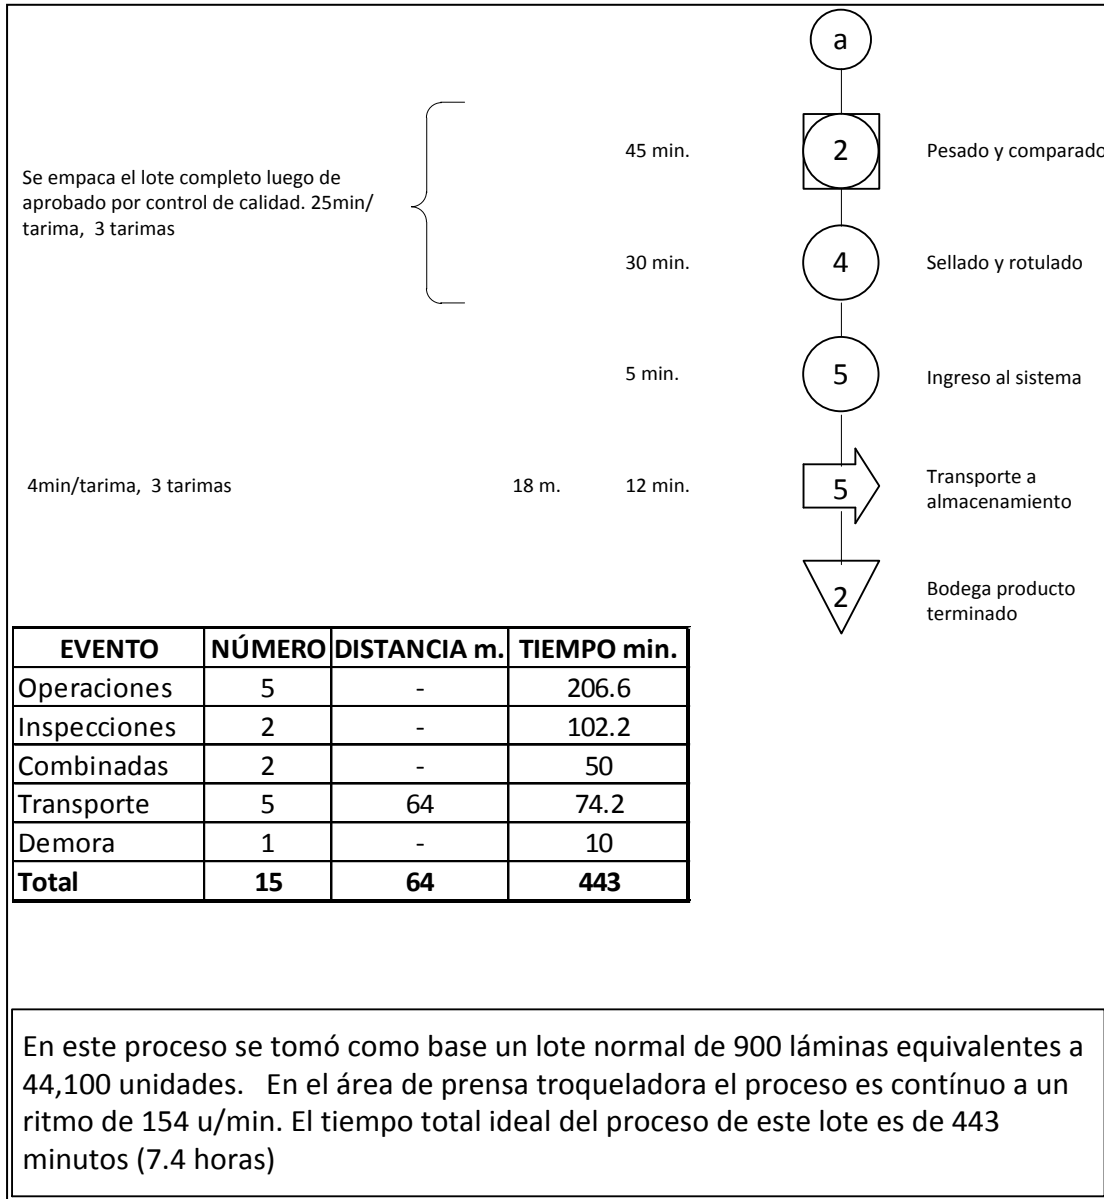 a
45 min.
2
Pesado y comparado
Se empaca el lote completo luego de
aprobado por control de calidad. 25min/
tarima, 3 tarimas
30 min.
4
Sellado y rotulado
5 min.
5
Ingreso al sistema
4min/tarima, 3 tarimas
18 m.
12 min.
5
Transporte a
almacenamiento
2
Bodega producto
terminado
EVENTO NÚMERO DISTANCIA m. TIEMPO min.
Operaciones 5 - 206.6
Inspecciones 2 - 102.2
Combinadas 2 - 50
Transporte 5 64 74.2
Demora 1 - 10
Total 15 64 443
En este proceso se tomó como base un lote normal de 900 láminas equivalentes a
44,100 unidades. En el área de prensa troqueladora el proceso es contínuo a un
ritmo de 154 u/min. El tiempo total ideal del proceso de este lote es de 443
minutos (7.4 horas)